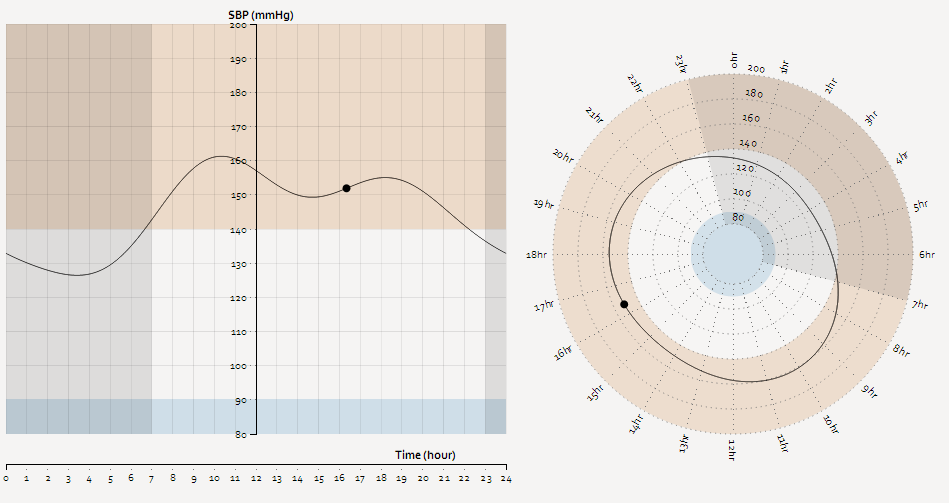 SBP (mmHg)
200
190
180
170
160
150
140
130
120
110
100
90
80
Time (hour)
0 1 2 3 4 5 6 7 8 9 10 11 12 13 14 15 16 17 18 19 20 21 22 23 24
0hr
1hr
2hr
3hr
4hr
5hr
6hr
7hr
8hr
9hr
10hr
11hr
12hr
13hr
14hr
15hr
16hr
17hr
18hr
19hr
20hr
21hr
22hr
23hr
200
180
160
140
120
100
80